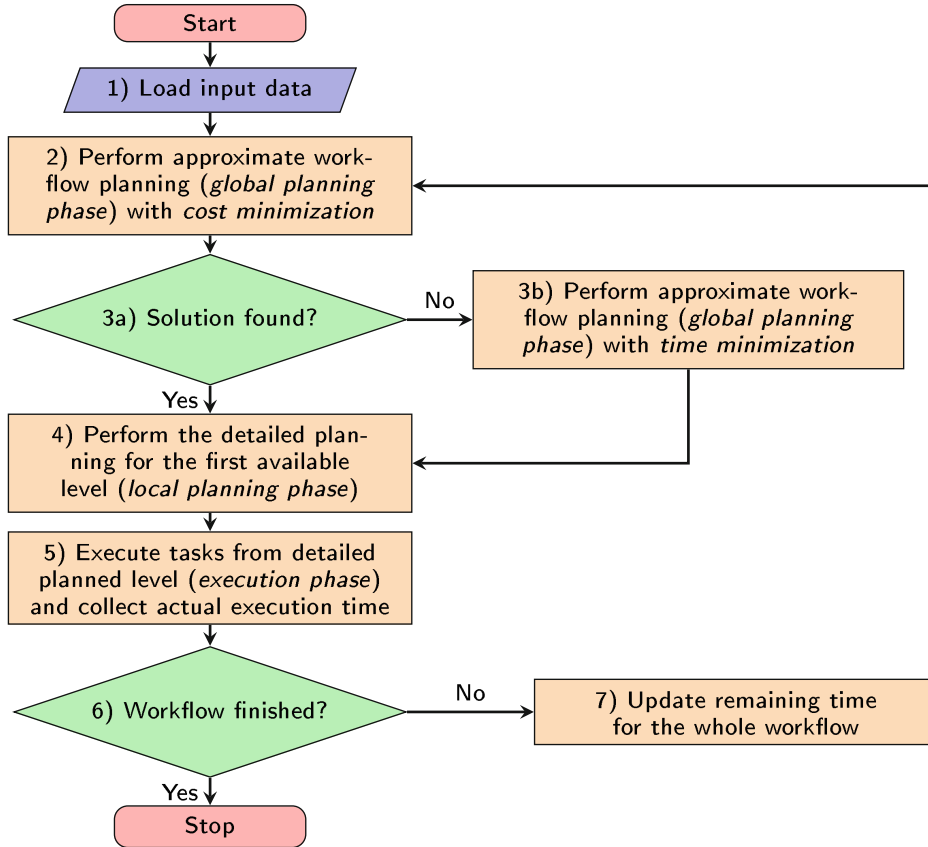 Start
1) Load input data
2) Perform approximate work-
flow planning (global planning
phase) with cost minimization
3a) Solution found?
No
3b) Perform approximate work-
flow planning (global planning
phase) with time minimization
Yes
4) Perform the detailed plan-
ning for the first available
level (local planning phase)
5) Execute tasks from detailed
planned level (execution phase)
and collect actual execution time
6) Workflow finished?
No
7) Update remaining time
for the whole workflow
Yes
Stop